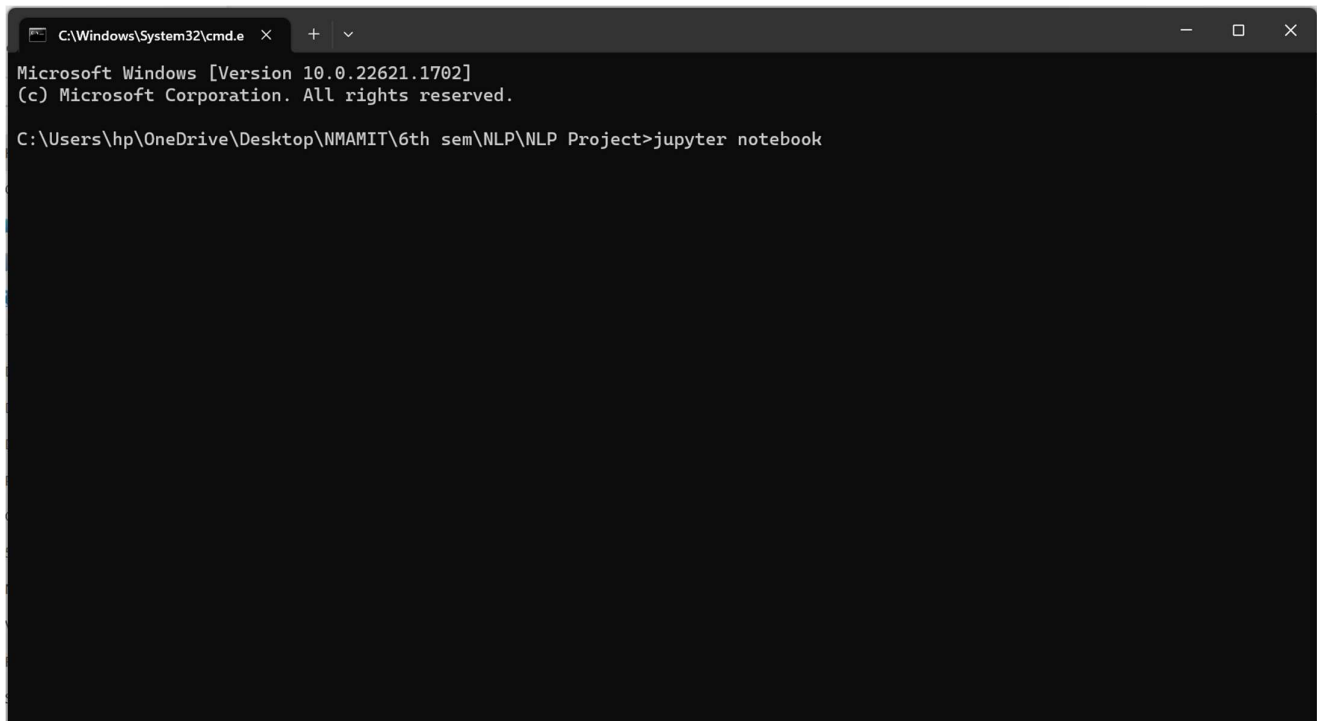 C:\Windows\System32\cmd.e
Microsoft Windows [Version 10.0.22621.1702]
(c) Microsoft Corporation. All rights reserved.
C:\Users\hp\OneDrive\Desktop\NMAMIT\6th sem\NLP\NLP Project>jupyter notebook